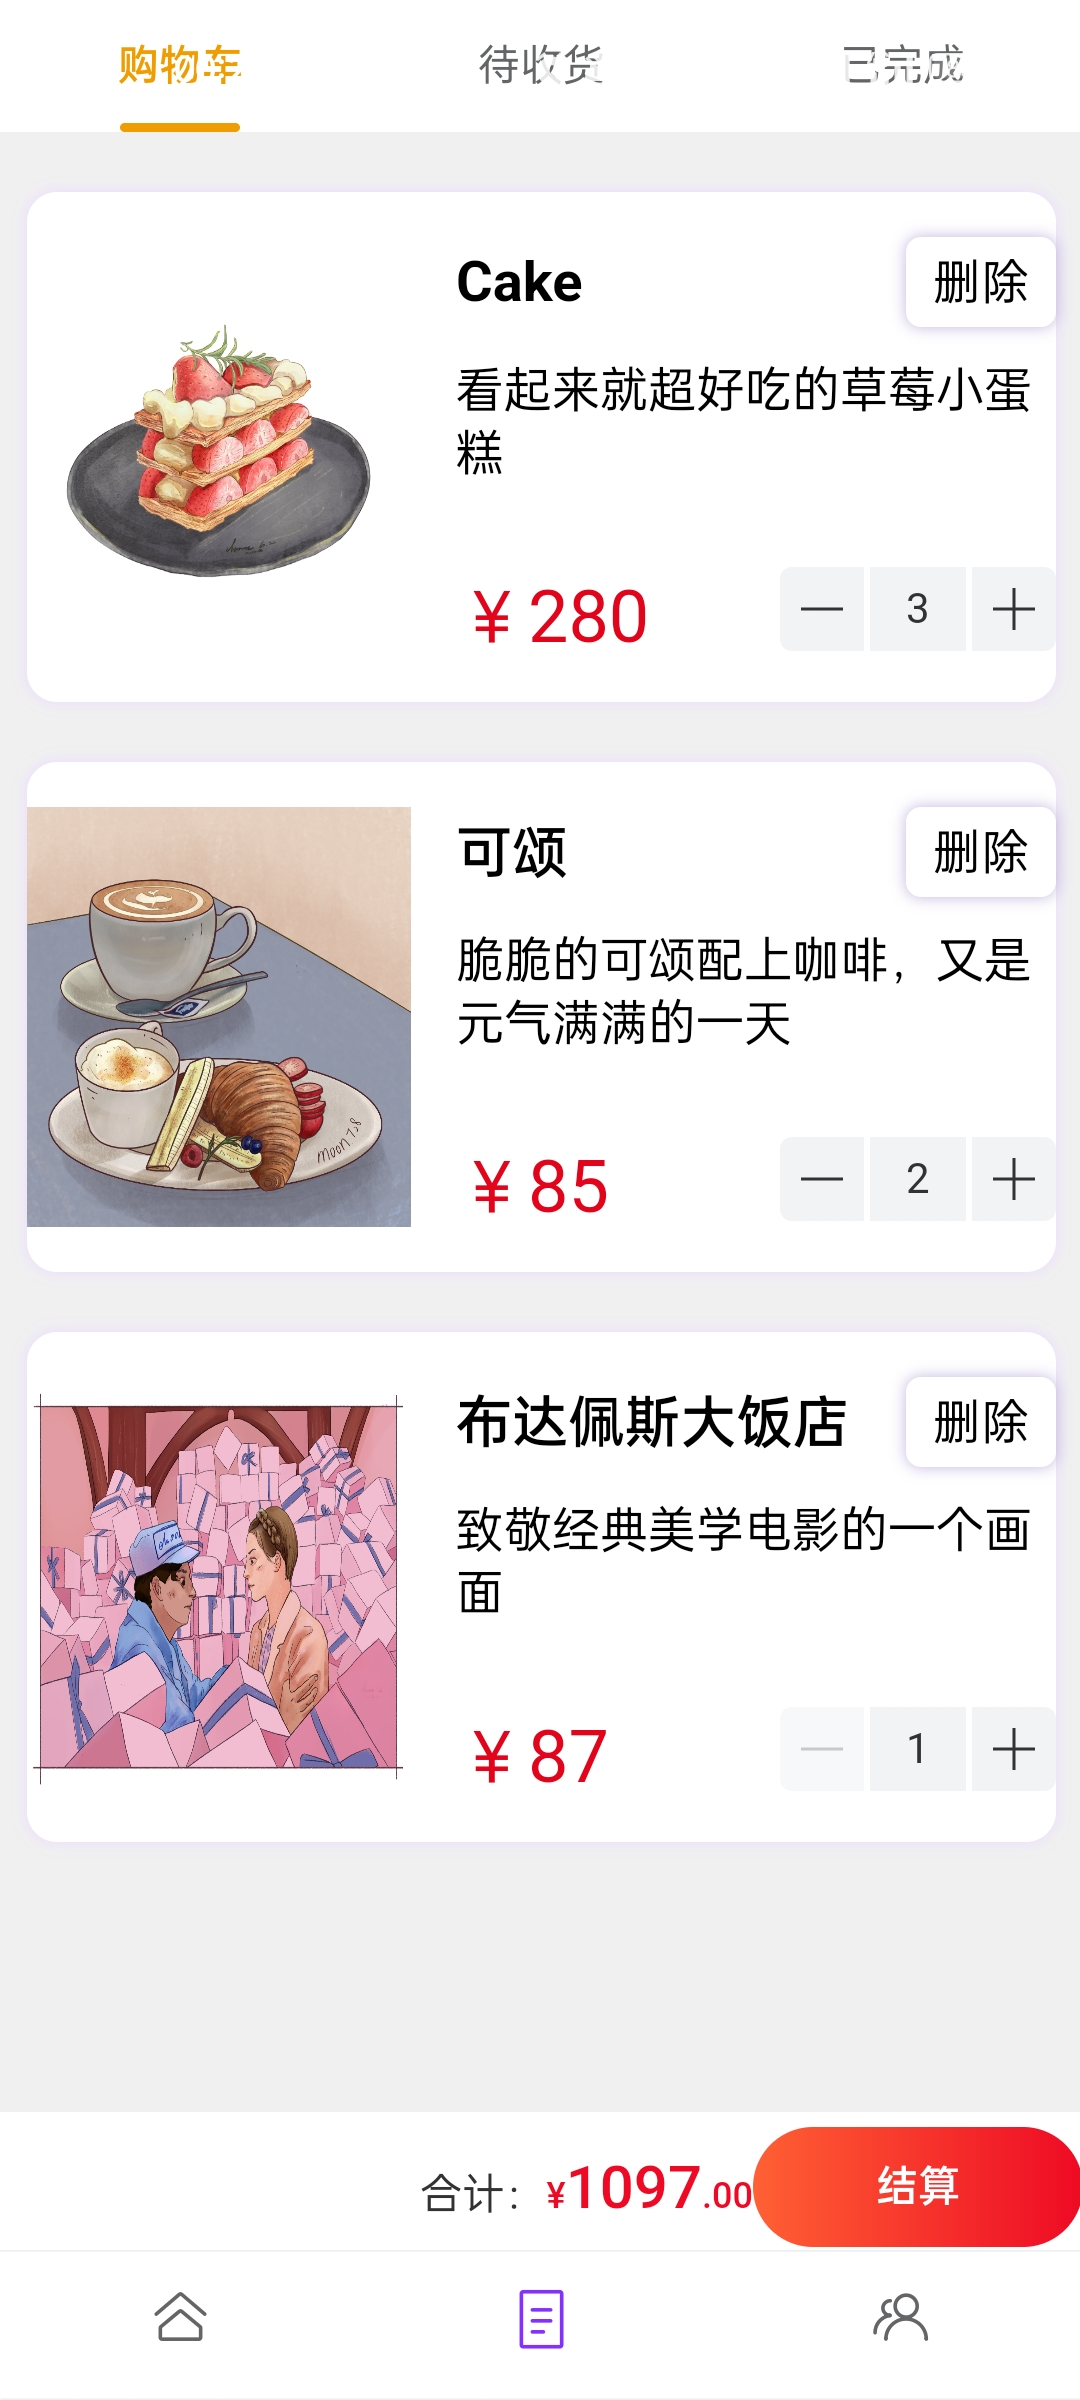 购物车 待收货 已完成
Cake 删除
看起来就超好吃的草莓小蛋
糕
¥ 280 3
可颂 删除
脆脆的可颂配上咖啡，又是
元气满满的一天
moon 7.8
¥ 85 2
布达佩斯大饭店 删除
致敬经典美学电影的一个画
面
¥ 87 1
合计：¥1097.00 结算